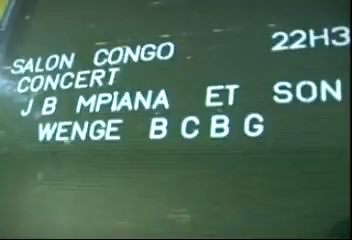 SALON CONGO 22H3
CONCERT
J B MPIANA ET SON
WENGE B C B G